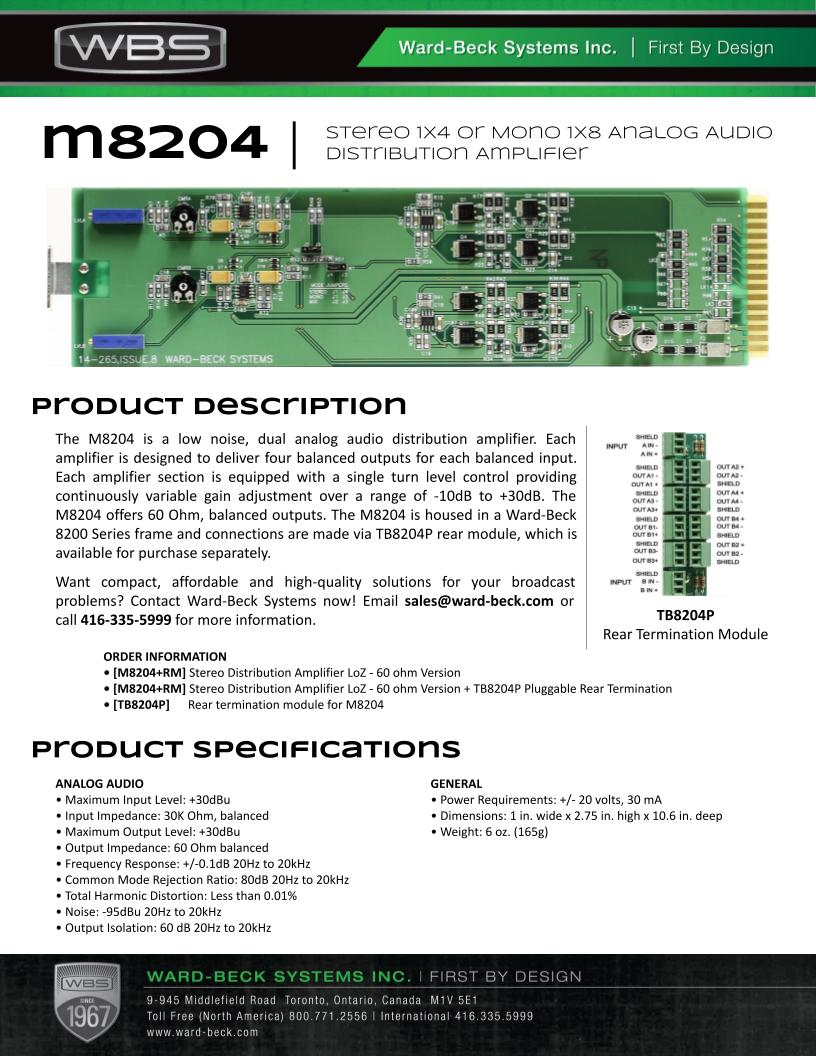 WBS
Ward-Beck Systems Inc. | First By Design
m8204 | Stereo 1x4 or Mono 1x8 Analog Audio
Distribution Amplifier
14-265,ISSUE.8 WARD-BECK SYSTEMS
Product Description
The M8204 is a low noise, dual analog audio distribution amplifier. Each
amplifier is designed to deliver four balanced outputs for each balanced input.
Each amplifier section is equipped with a single turn level control providing
continuously variable gain adjustment over a range of -10dB to +30dB. The
M8204 offers 60 Ohm, balanced outputs. The M8204 is housed in a Ward-Beck
8200 Series frame and connections are made via TB8204P rear module, which is
available for purchase separately.
Want compact, affordable and high-quality solutions for your broadcast
problems? Contact Ward-Beck Systems now! Email sales@ward-beck.com or
call 416-335-5999 for more information.
INPUT
SHIELD
A IN -
A IN +
SHIELD
OUT A1 -
OUT A1 +
SHIELD
OUT A3 -
OUT A3+
SHIELD
OUT B1-
OUT B1+
SHIELD
OUT B3-
OUT B3+
INPUT
SHIELD
B IN -
B IN +
OUT A2 +
OUT A2 -
SHIELD
OUT A4 +
OUT A4 -
SHIELD
OUT B4 +
OUT B4 -
SHIELD
OUT B2 +
OUT B2 -
SHIELD
TB8204P
Rear Termination Module
ORDER INFORMATION
• [M8204+RM] Stereo Distribution Amplifier LoZ - 60 ohm Version
• [M8204+RM] Stereo Distribution Amplifier LoZ - 60 ohm Version + TB8204P Pluggable Rear Termination
• [TB8204P] Rear termination module for M8204
Product Specifications
ANALOG AUDIO
• Maximum Input Level: +30dBu
• Input Impedance: 30K Ohm, balanced
• Maximum Output Level: +30dBu
• Output Impedance: 60 Ohm balanced
• Frequency Response: +/-0.1dB 20Hz to 20kHz
• Common Mode Rejection Ratio: 80dB 20Hz to 20kHz
• Total Harmonic Distortion: Less than 0.01%
• Noise: -95dBu 20Hz to 20kHz
• Output Isolation: 60 dB 20Hz to 20kHz
GENERAL
• Power Requirements: +/- 20 volts, 30 mA
• Dimensions: 1 in. wide x 2.75 in. high x 10.6 in. deep
• Weight: 6 oz. (165g)
WBS
SINCE
1967
WARD-BECK SYSTEMS INC. | FIRST BY DESIGN
9-945 Middlefield Road Toronto, Ontario, Canada M1V 5E1
Toll Free (North America) 800.771.2556 | International 416.335.5999
www.ward-beck.com